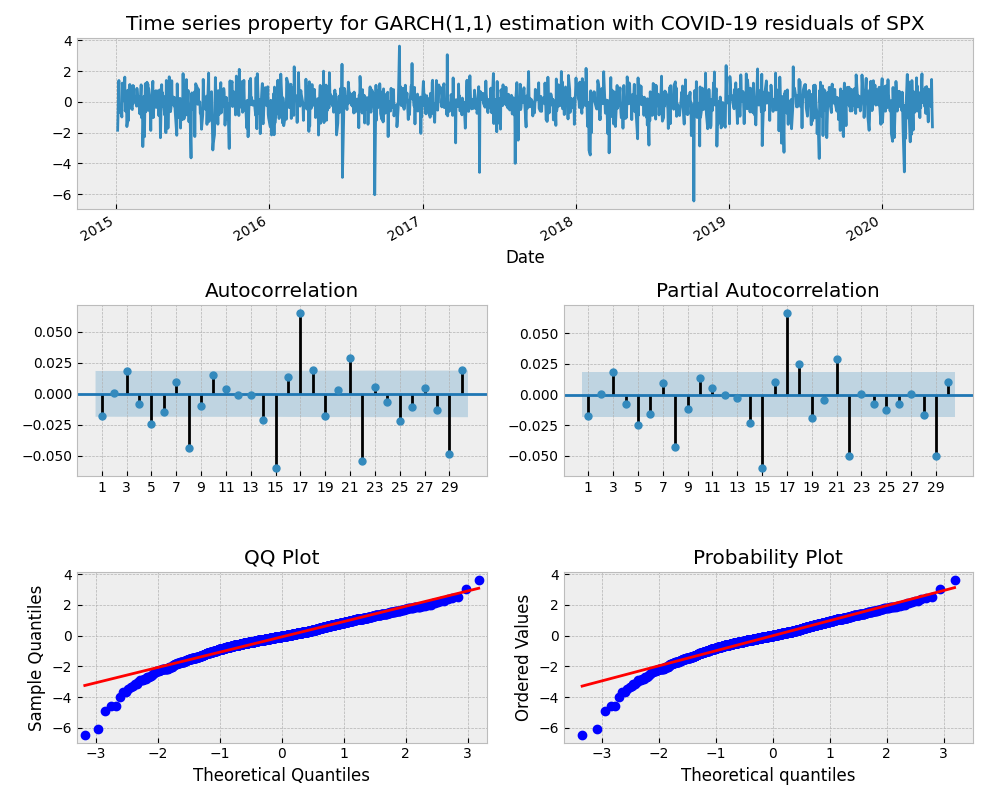 Time series property for GARCH(1,1) estimation with COVID-19 residuals of SPX
4
2
0
−2
−4
−6
2015 2016 2017 2018 2019 2020
Date
Autocorrelation
0.050
0.025
0.000
−0.025
−0.050
1 3 5 7 9 11 13 15 17 19 21 23 25 27 29
Partial Autocorrelation
0.050
0.025
0.000
−0.025
−0.050
1 3 5 7 9 11 13 15 17 19 21 23 25 27 29
QQ Plot
Sample Quantiles
4
2
0
−2
−4
−6
−3 −2 −1 0 1 2 3
Theoretical Quantiles
Probability Plot
Ordered Values
4
2
0
−2
−4
−6
−3 −2 −1 0 1 2 3
Theoretical quantiles